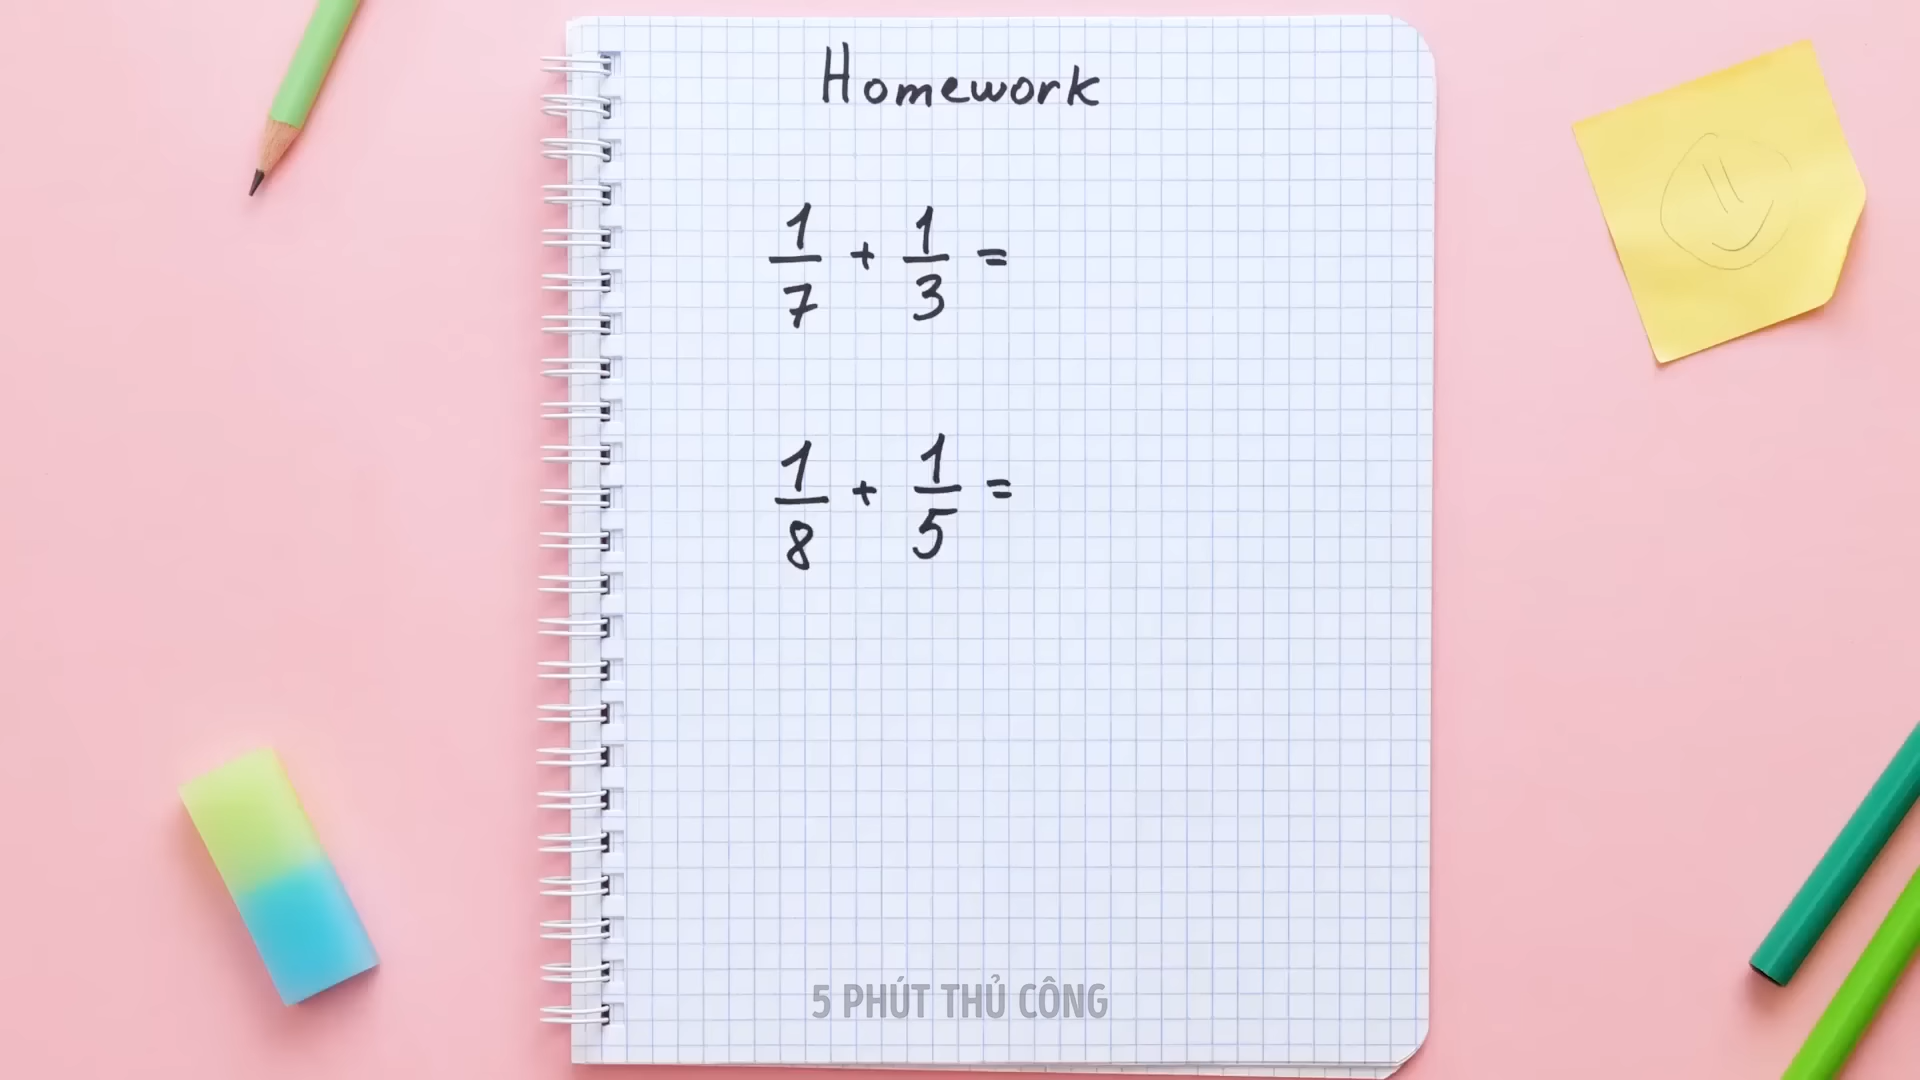 Homework
1/7 + 1/3 =
1/8 + 1/5 =
5 PHÚT THỦ CÔNG